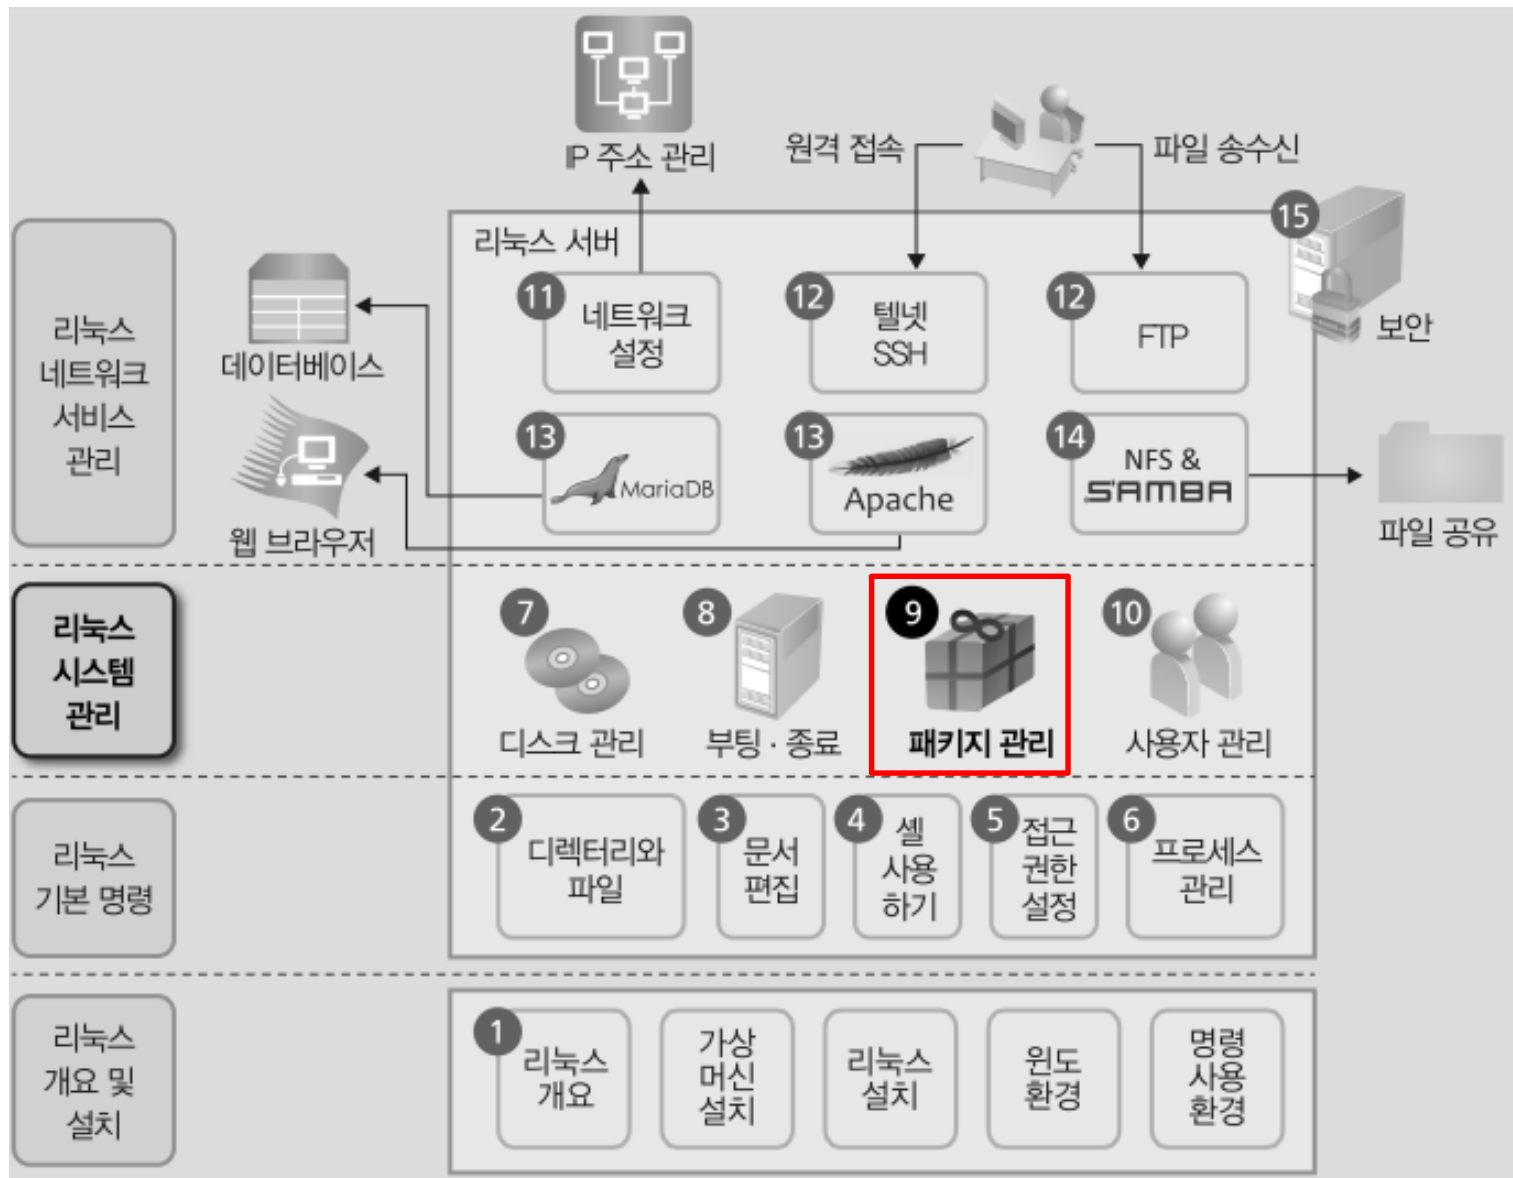 IP 주소 관리
원격 접속
파일 송수신
15
보안
리눅스
네트워크
서비스
관리
리눅스 서버
데이터베이스
웹 브라우저
11
네트워크
설정
12
텔넷
SSH
12
FTP
13
MariaDB
13
Apache
14
NFS &
SAMBA
파일 공유
리눅스
시스템
관리
7
디스크 관리
8
부팅 · 종료
9
패키지 관리
10
사용자 관리
리눅스
기본 명령
2
디렉터리와
파일
3
문서
편집
4
셸
사용
하기
5
접근
권한
설정
6
프로세스
관리
리눅스
개요 및
설치
1
리눅스
개요
가상
머신
설치
리눅스
설치
윈도
환경
명령
사용
환경